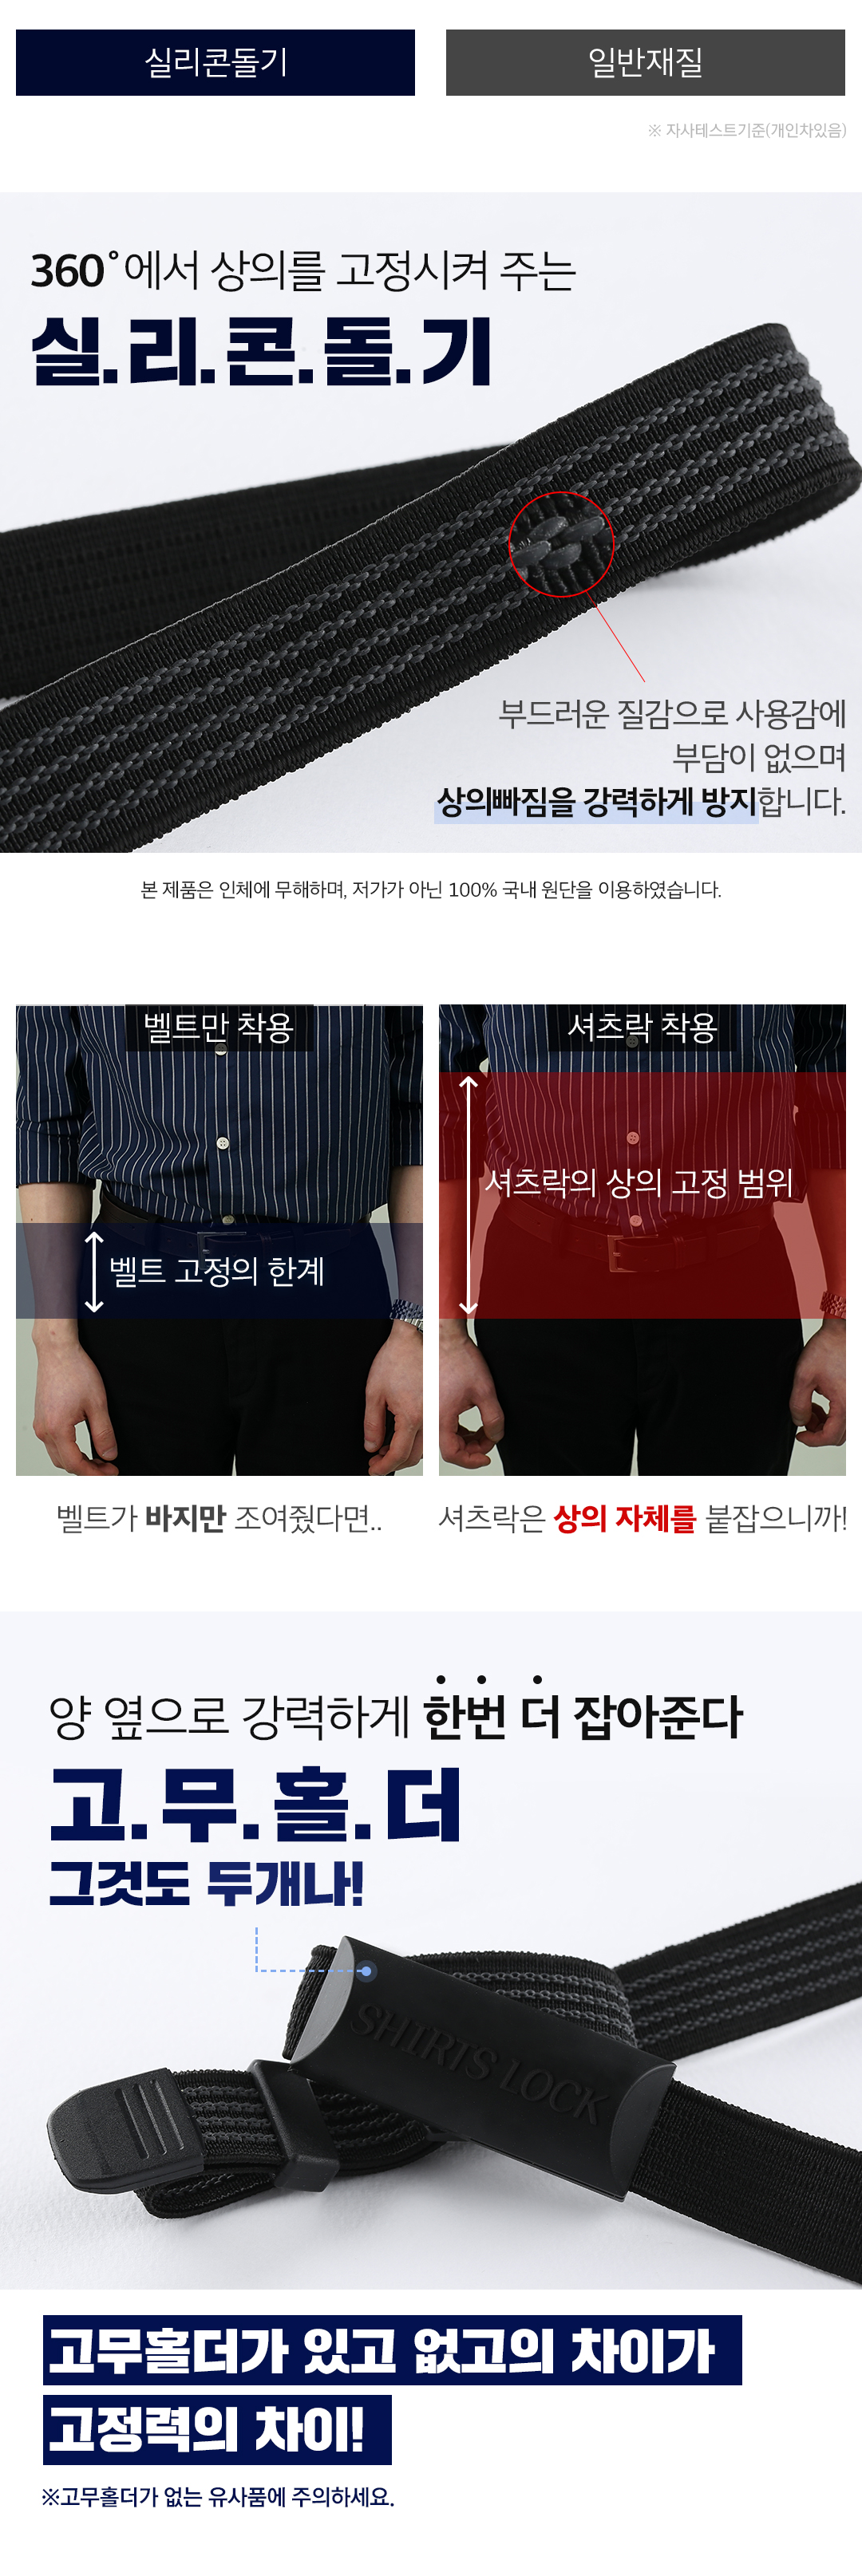 실리콘돌기
일반재질
※ 자사테스트기준(개인차있음)
360°에서 상의를 고정시켜 주는
실.리.콘.돌.기
부드러운 질감으로 사용감에
부담이 없으며
상의빠짐을 강력하게 방지합니다.
본 제품은 인체에 무해하며, 저가가 아닌 100% 국내 원단을 이용하였습니다.
벨트만 착용
벨트 고정의 한계
벨트가 바지만 조여줬다면..
셔츠락 착용
셔츠락의 상의 고정 범위
셔츠락은 상의 자체를 붙잡으니까!
양 옆으로 강력하게 한번 더 잡아준다
고.무.홀.더
그것도 두개나!
SHIRTS LOCK
고무홀더가 있고 없고의 차이가
고정력의 차이!
※고무홀더가 없는 유사품에 주의하세요.